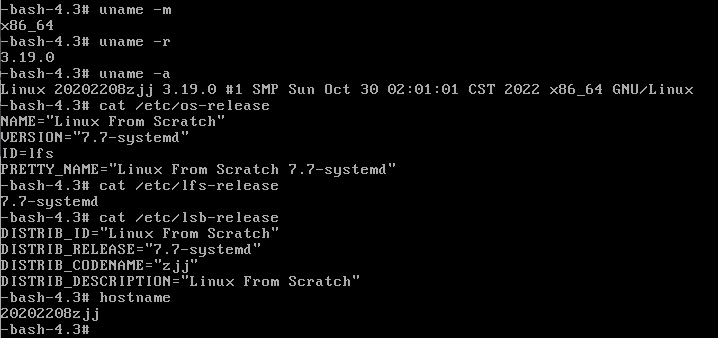 -bash-4.3# uname -m
x86_64
-bash-4.3# uname -r
3.19.0
-bash-4.3# uname -a
Linux 20202208zjj 3.19.0 #1 SMP Sun Oct 30 02:01:01 CST 2022 x86_64 GNU/Linux
-bash-4.3# cat /etc/os-release
NAME="Linux From Scratch"
VERSION="7.7-systemd"
ID=lfs
PRETTY_NAME="Linux From Scratch 7.7-systemd"
-bash-4.3# cat /etc/lfs-release
7.7-systemd
-bash-4.3# cat /etc/lsb-release
DISTRIB_ID="Linux From Scratch"
DISTRIB_RELEASE="7.7-systemd"
DISTRIB_CODENAME="zjj"
DISTRIB_DESCRIPTION="Linux From Scratch"
-bash-4.3# hostname
20202208zjj
-bash-4.3#